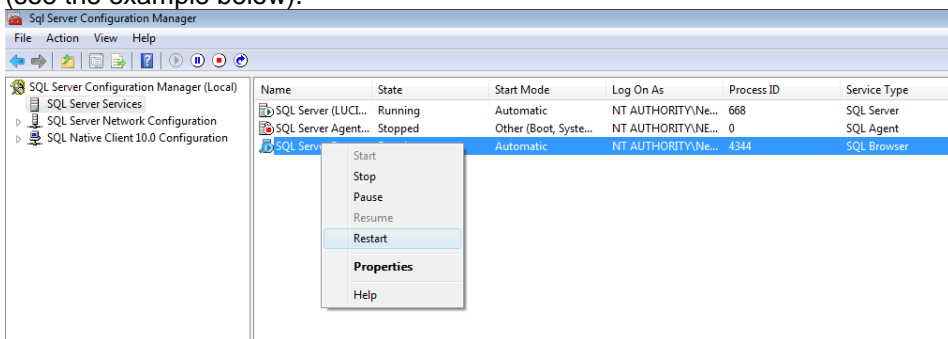 (see the example below).
Sql Server Configuration Manager
File Action View Help
SQL Server Configuration Manager (Local)
SQL Server Services
SQL Server Network Configuration
SQL Native Client 10.0 Configuration
Name State Start Mode Log On As Process ID Service Type
SQL Server (LUCI... Running Automatic NT AUTHORITY\Ne... 668 SQL Server
SQL Server Agent... Stopped Other (Boot, Syste... NT AUTHORITY\NE... 0 SQL Agent
SQL Serv Automatic NT AUTHORITY\Ne... 4344 SQL Browser
Start
Stop
Pause
Resume
Restart
Properties
Help